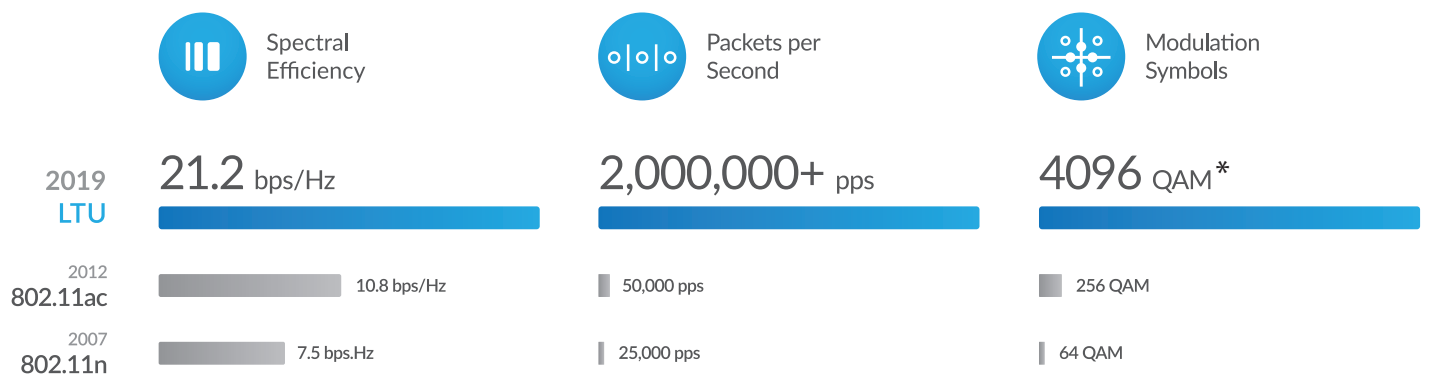 Spectral
Efficiency
Packets per
Second
Modulation
Symbols
2019
LTU
21.2 bps/Hz
2,000,000+ pps
4096 QAM*
2012
802.11ac
10.8 bps/Hz
50,000 pps
256 QAM
2007
802.11n
7.5 bps.Hz
25,000 pps
64 QAM